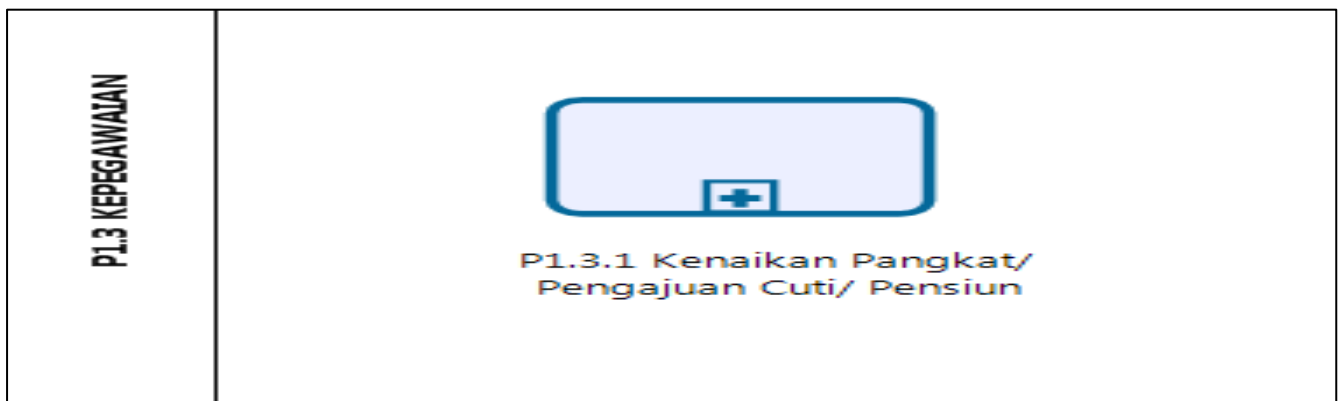 P1.3 KEPEGAWAIAN
P1.3.1 Kenaikan Pangkat/
Pengajuan Cuti/ Pensiun